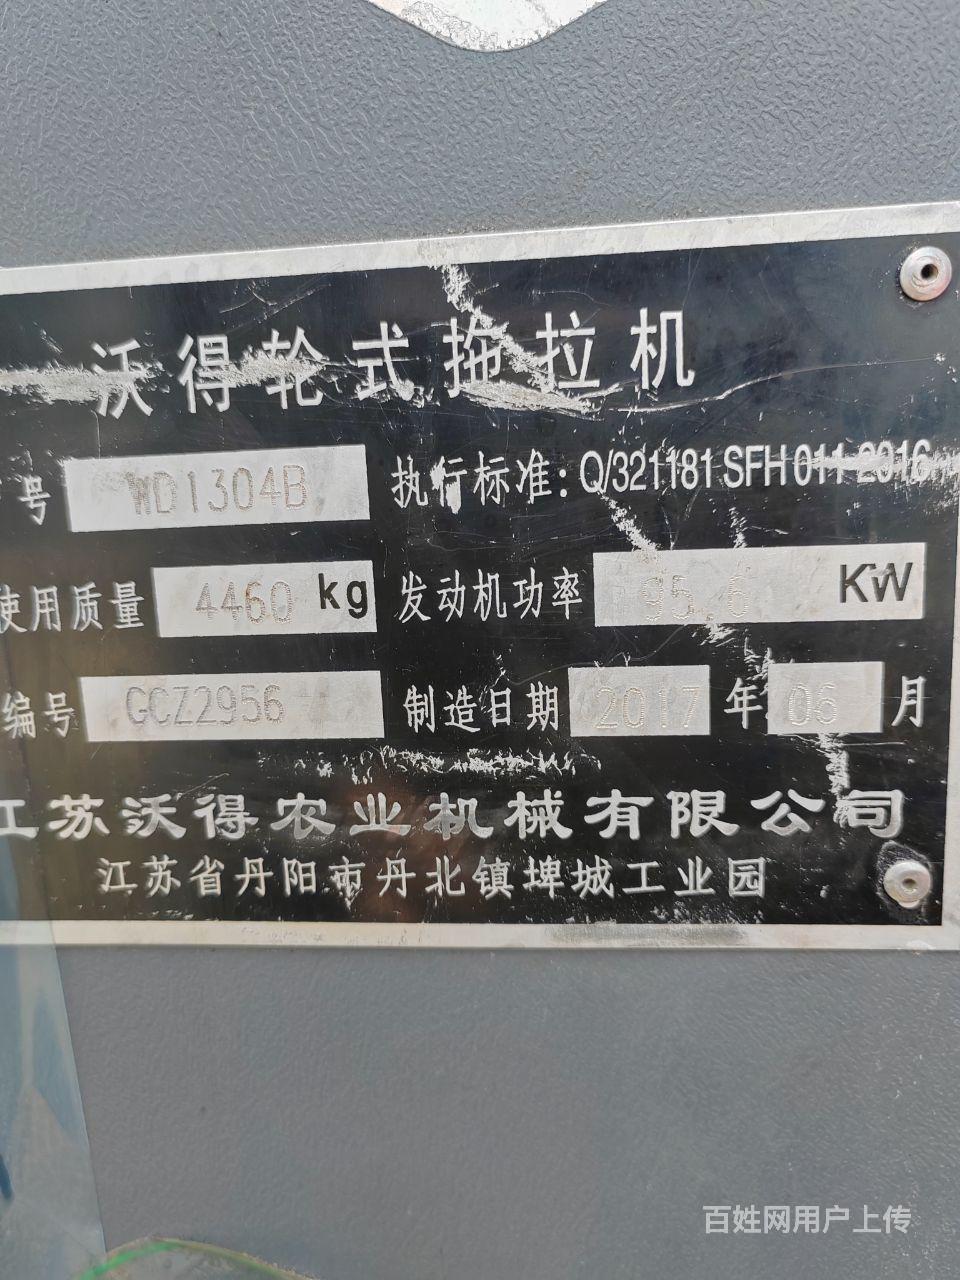 沃得轮式拖拉机
号 WD1304B 执行标准：Q/321181 SFH 011-2016
使用质量 4460 kg 发动机功率 95.6 KW
编号 GCZ2956 制造日期 2017 年 06 月
江苏沃得农业机械有限公司
江苏省丹阳市丹北镇埤城工业园
百姓网用户上传